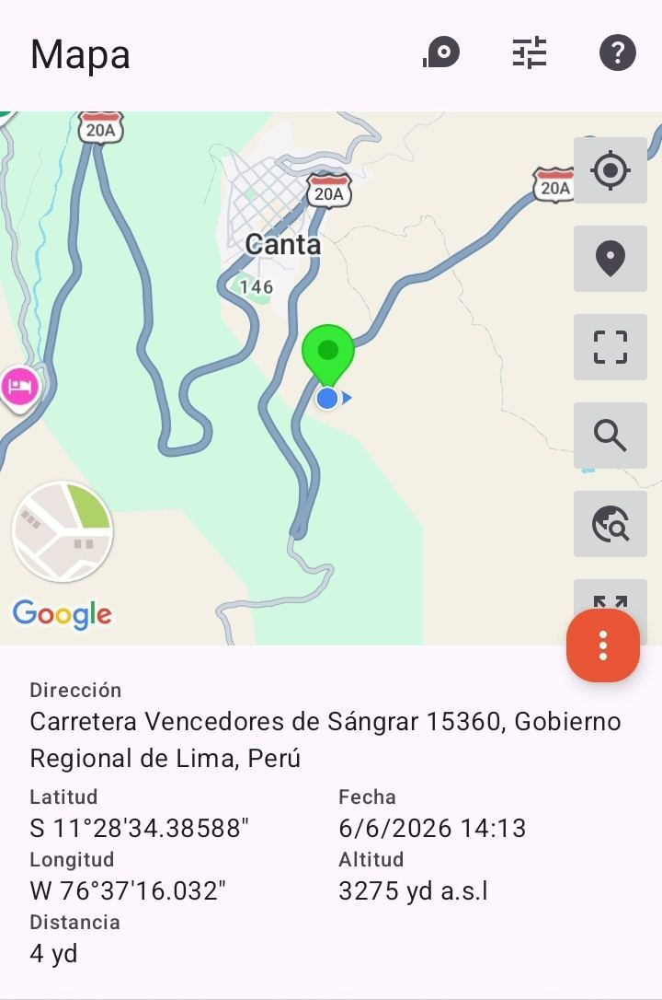 Mapa
20A
20A
20A
Canta
146
Google
Dirección
Carretera Vencedores de Sángrar 15360, Gobierno
Regional de Lima, Perú
Latitud
Fecha
S 11°28'34.38588"
6/6/2026 14:13
Longitud
Altitud
W 76°37'16.032"
3275 yd a.s.l
Distancia
4 yd